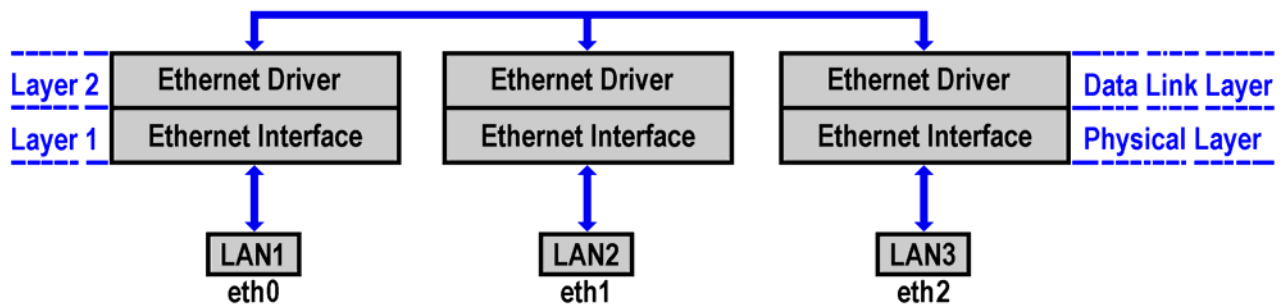 Ethernet Driver Ethernet Driver Ethernet Driver
Layer 2 Data Link Layer
Layer 1 Ethernet Interface Ethernet Interface Ethernet Interface Physical Layer
LAN1 LAN2 LAN3
eth0 eth1 eth2